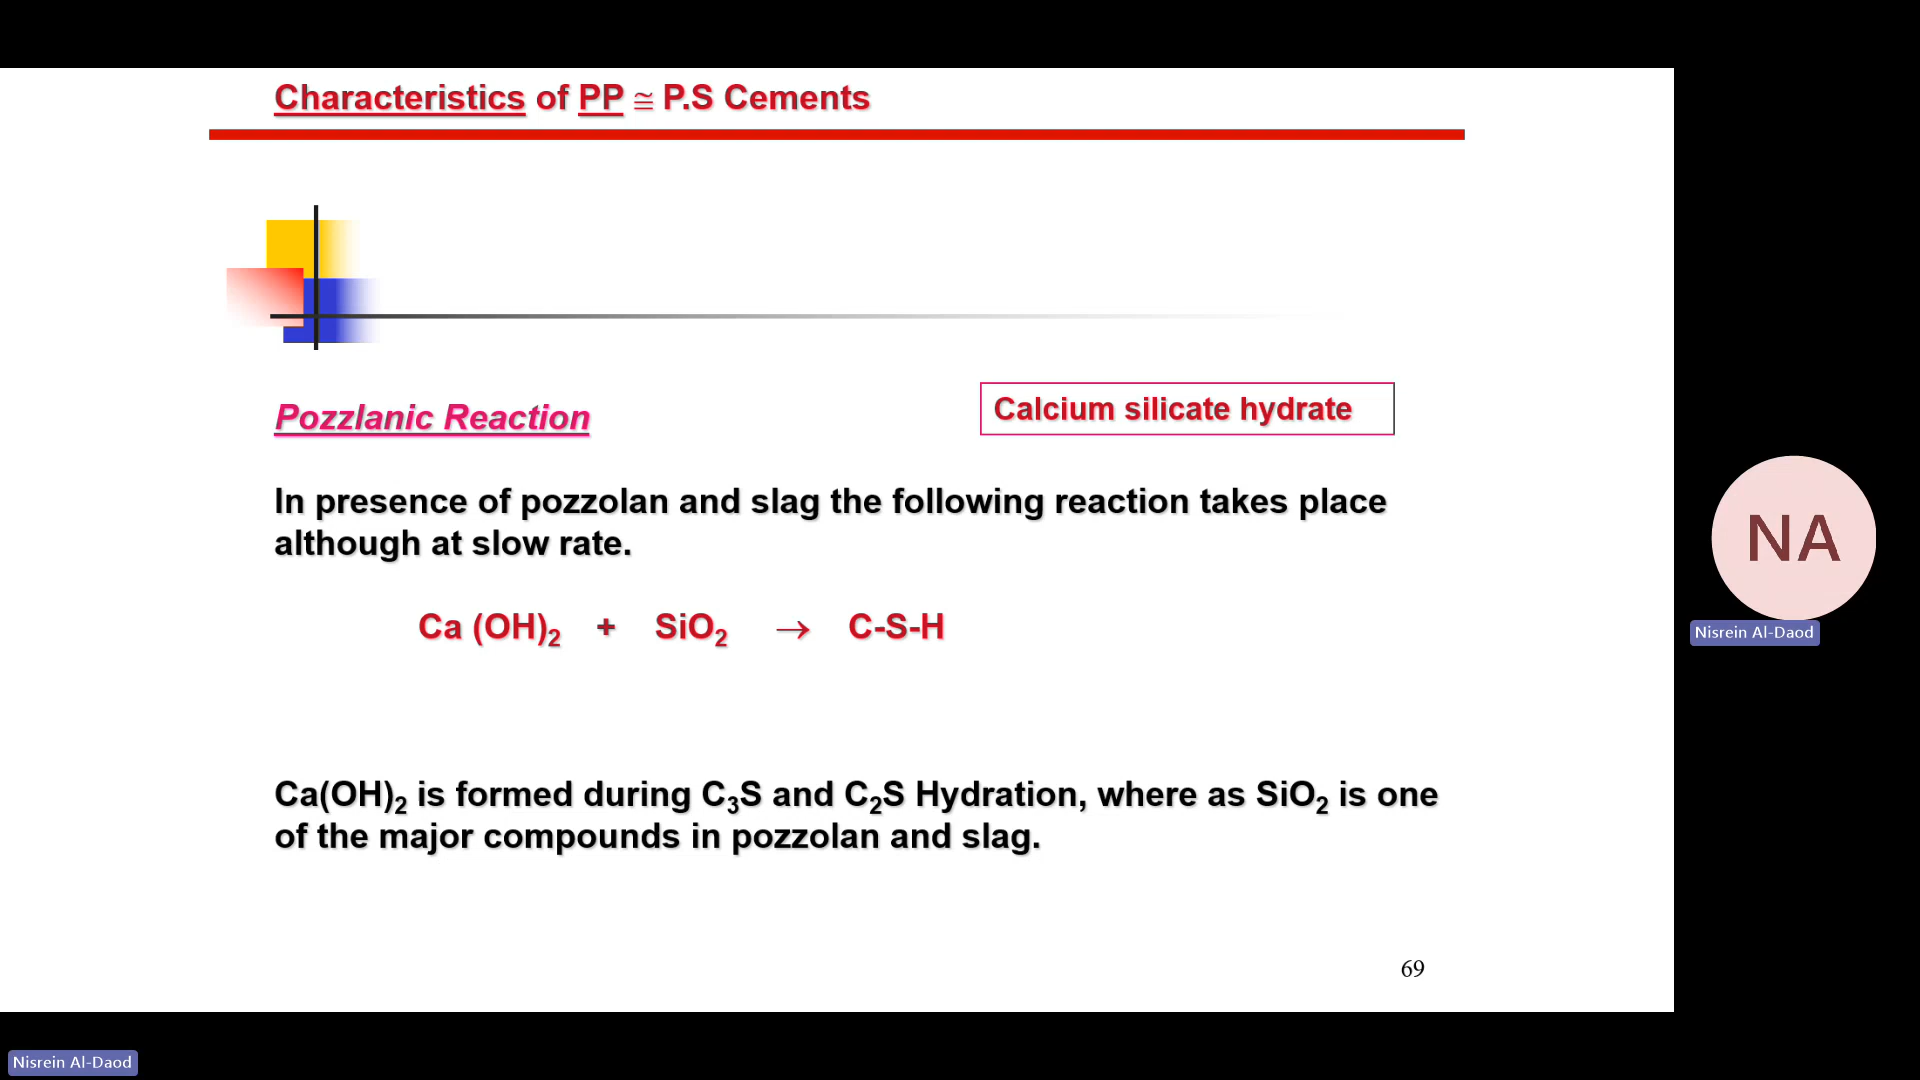 Characteristics of PP ≅ P.S Cements
Pozzlanic Reaction
Calcium silicate hydrate
In presence of pozzolan and slag the following reaction takes place
although at slow rate.
Ca (OH)₂ + SiO₂ → C-S-H
Ca(OH)₂ is formed during C₃S and C₂S Hydration, where as SiO₂ is one
of the major compounds in pozzolan and slag.
69
NA
Nisrein Al-Daod
Nisrein Al-Daod